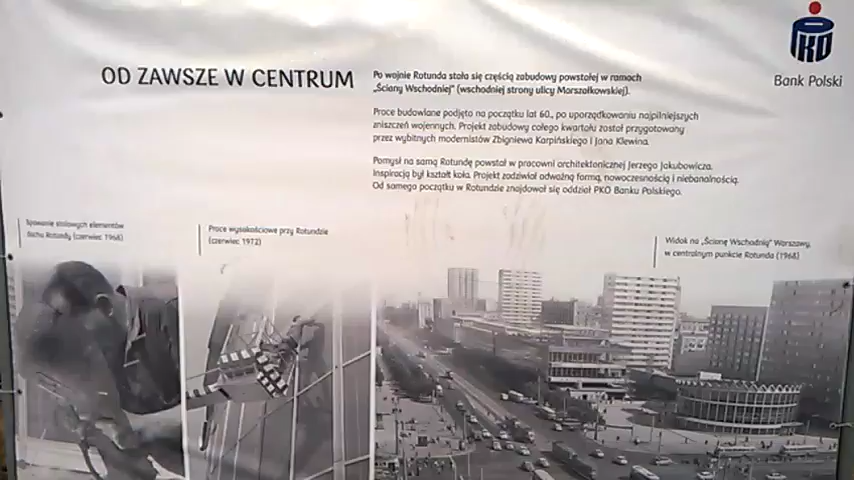 PKO
Bank Polski
OD ZAWSZE W CENTRUM
Po wojnie Rotunda stała się częścią zabudowy powstałej w ramach
„Ściany Wschodniej” (wschodniej strony ulicy Marszałkowskiej).
Prace budowlane podjęto na początku lat 60., po uporządkowaniu najpilniejszych
zniszczeń wojennych. Projekt zabudowy całego kwartału został przygotowany
przez wybitnych modernistów Zbigniewa Karpińskiego i Jana Klewina.
Pomysł na samą Rotundę powstał w pracowni architektonicznej Jerzego Jakubowicza.
Inspiracją był kształt koła. Projekt zadziwiał odważną formą, nowoczesnością i niebanalnością.
Od samego początku w Rotundzie znajdował się oddział PKO Banku Polskiego.
Spawanie stalowych elementów
dachu Rotundy (czerwiec 1968)
Prace wysokościowe przy Rotundzie
(czerwiec 1972)
Widok na „Ścianę Wschodnią” Warszawy,
w centralnym punkcie Rotunda (1968)